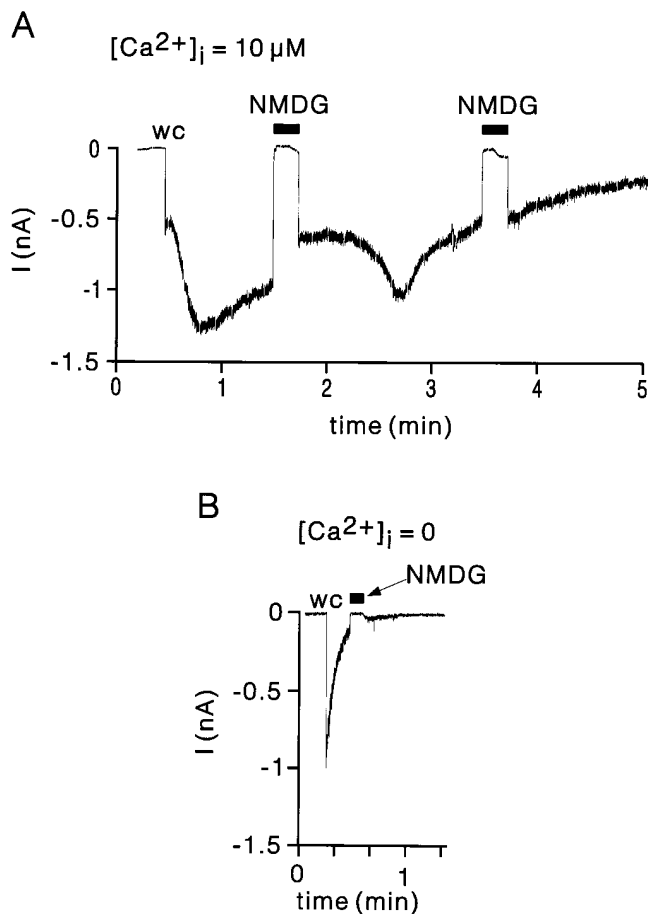 A
[Ca2+]i = 10 µM
NMDG
NMDG
wc
0
-0.5
-1
-1.5
I (nA)
0
1
2
3
4
5
time (min)
B
[Ca2+]i = 0
NMDG
wc
0
-0.5
-1
-1.5
I (nA)
0
1
time (min)